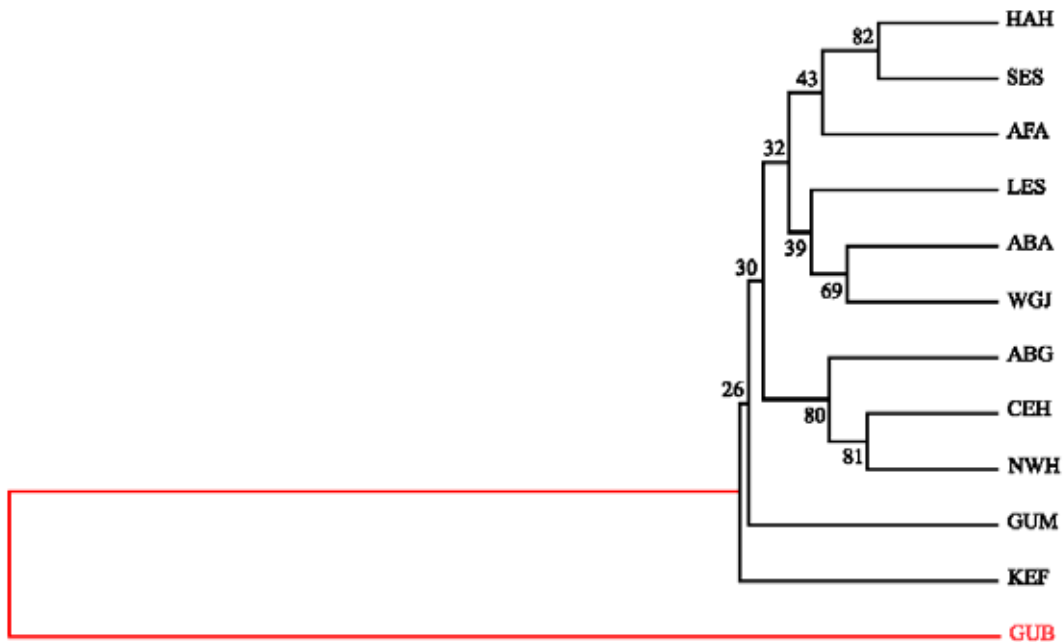 HAH
82
SES
43
AFA
32
LES
39
ABA
69
WGJ
30
ABG
80
CEH
81
NWH
26
GUM
KEF
GUB